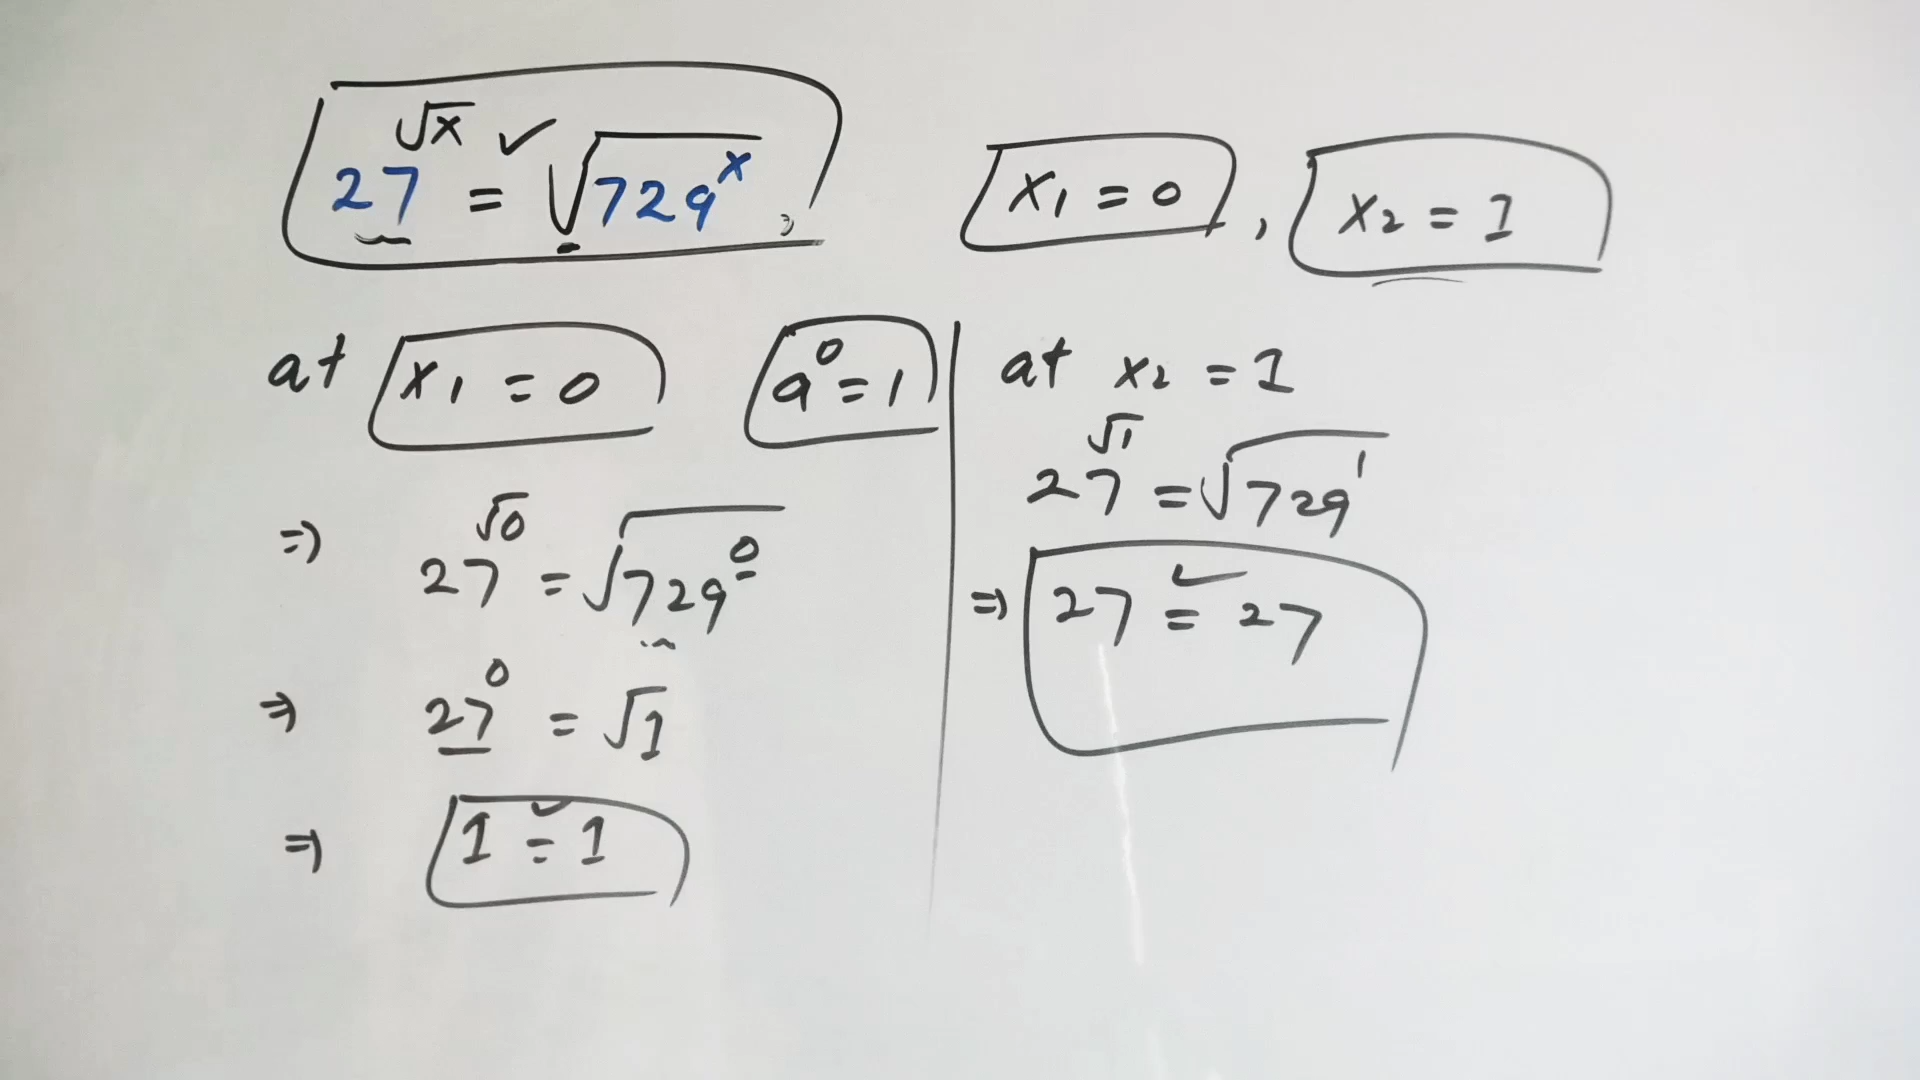 27^√x = √729^x , x₁ = 0 , x₂ = 1
at x₁ = 0 a⁰ = 1
⇒ 27^√0 = √729⁰
⇒ 27⁰ = √1
⇒ 1 = 1
at x₂ = 1
27^√1 = √729¹
⇒ 27 = 27